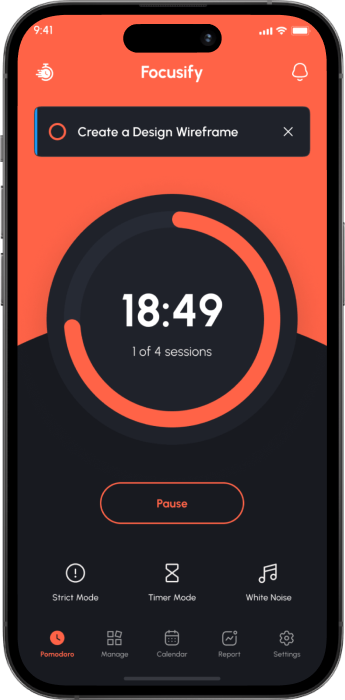 9:41
Focusify
Create a Design Wireframe
18:49
1 of 4 sessions
Pause
Strict Mode
Timer Mode
White Noise
Pomodoro
Manage
Calendar
Report
Settings